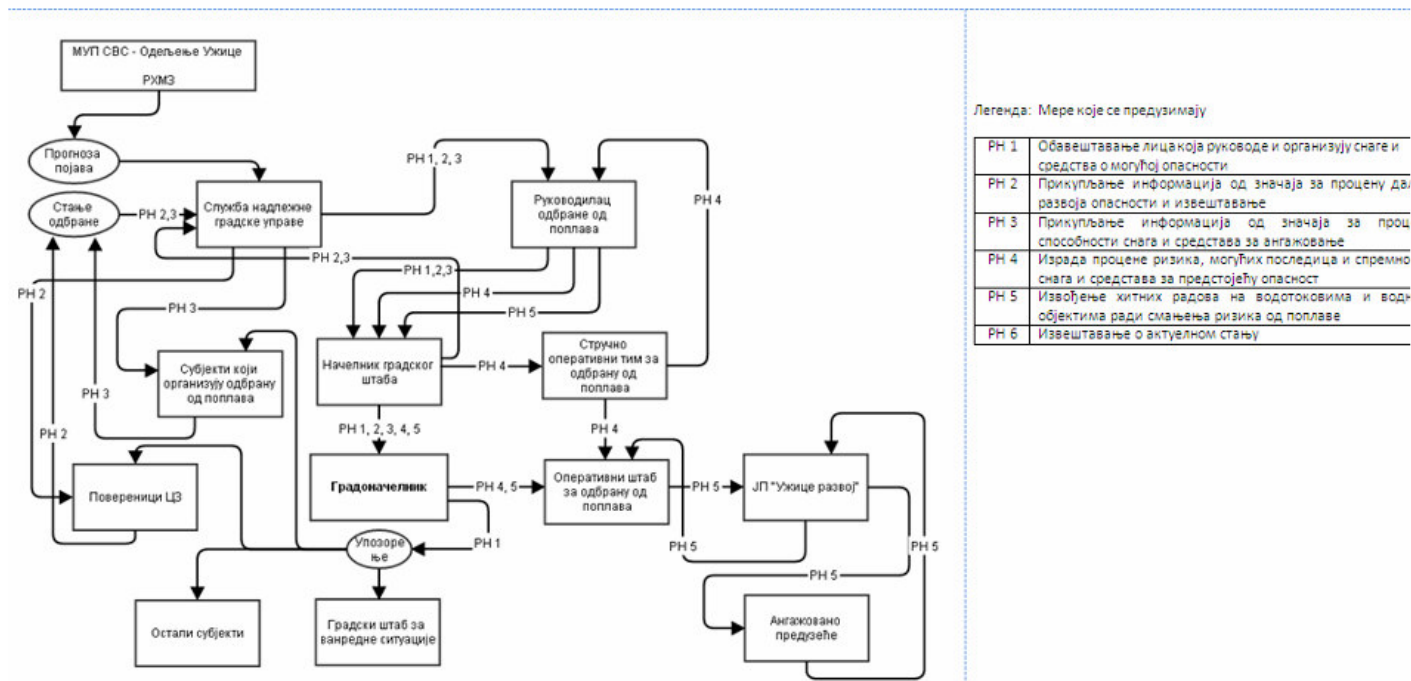 МУП СВС - Одељење Ужице
РХМЗ
Прогноза
појава
Стање
одбране
РН 2,3
Служба надлежне
градске управе
РН 1, 2, 3
Руководилац
одбране од
поплава
РН 4
РН 2,3
РН 1,2,3
РН 4
РН 5
РН 2
РН 3
Субјекти који
организују одбрану
од поплава
Начелник градског
штаба
РН 4
Стручно
оперативни тим за
одбрану од
поплава
РН 3
РН 2
РН 1, 2, 3, 4, 5
РН 4
Повереници ЦЗ
Градоначелник
РН 4, 5
Оперативни штаб
за одбрану од
поплава
РН 5
ЈП "Ужице развој"
РН 1
РН 5
РН 5
Упозоре
ње
РН 5
Остали субјекти
Градски штаб за
ванредне ситуације
Ангажовано
предузеће
Легенда: Мере које се предузимају
РН 1 Обавештавање лица која руководе и организују снаге и
средства о могућој опасности
РН 2 Прикупљање информација од значаја за процену даљ
развоја опасности и извештавање
РН 3 Прикупљање информација од значаја за проц
способности снага и средстава за ангажовање
РН 4 Израда процене ризика, могућих последица и спремно
снага и средстава за предстојећу опасност
РН 5 Извођење хитних радова на водотоковима и водн
објектима ради смањења ризика од поплаве
РН 6 Извештавање о актуелном стању